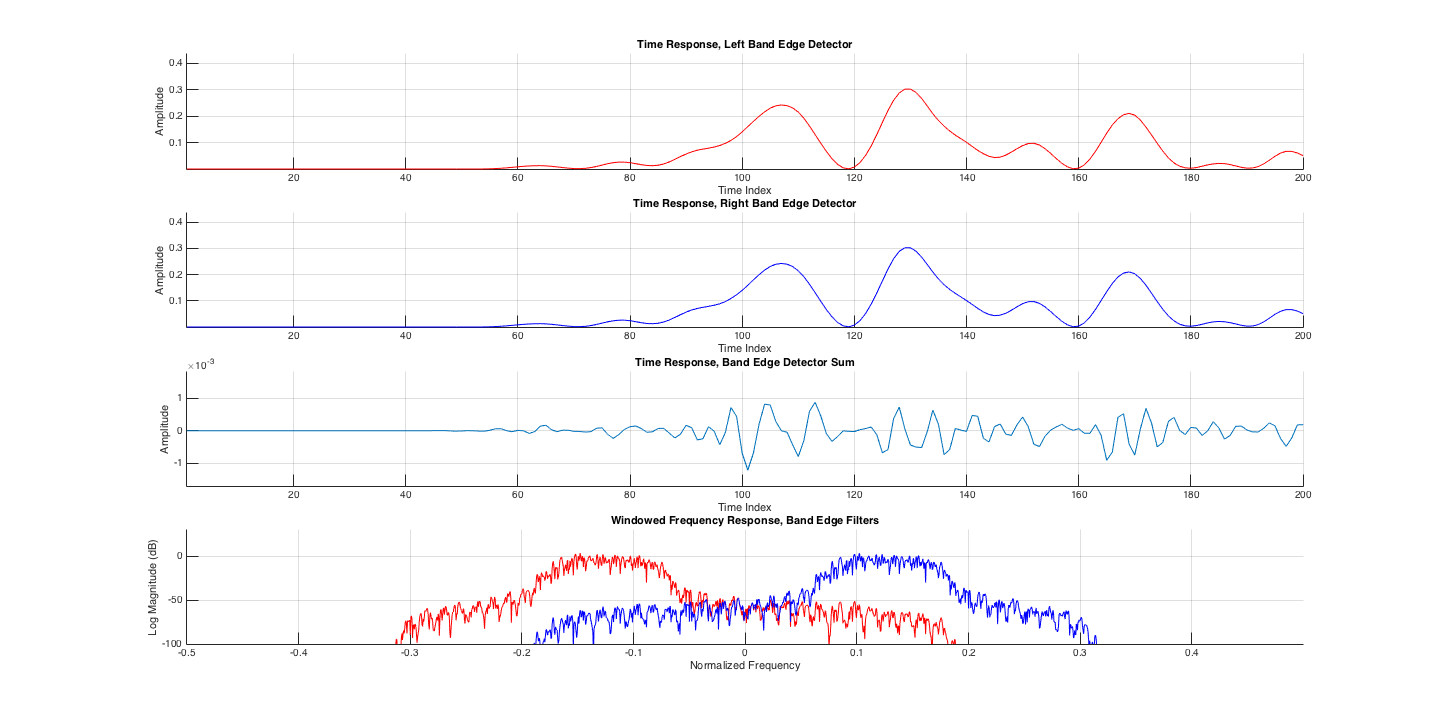 Time Response, Left Band Edge Detector
Amplitude
0.4
0.3
0.2
0.1
20 40 60 80 100 120 140 160 180 200
Time Index
Time Response, Right Band Edge Detector
Amplitude
0.4
0.3
0.2
0.1
20 40 60 80 100 120 140 160 180 200
Time Index
Time Response, Band Edge Detector Sum
×10⁻³
Amplitude
1
0
-1
20 40 60 80 100 120 140 160 180 200
Time Index
Windowed Frequency Response, Band Edge Filters
Log Magnitude (dB)
0
-50
-100
-0.5 -0.4 -0.3 -0.2 -0.1 0 0.1 0.2 0.3 0.4
Normalized Frequency